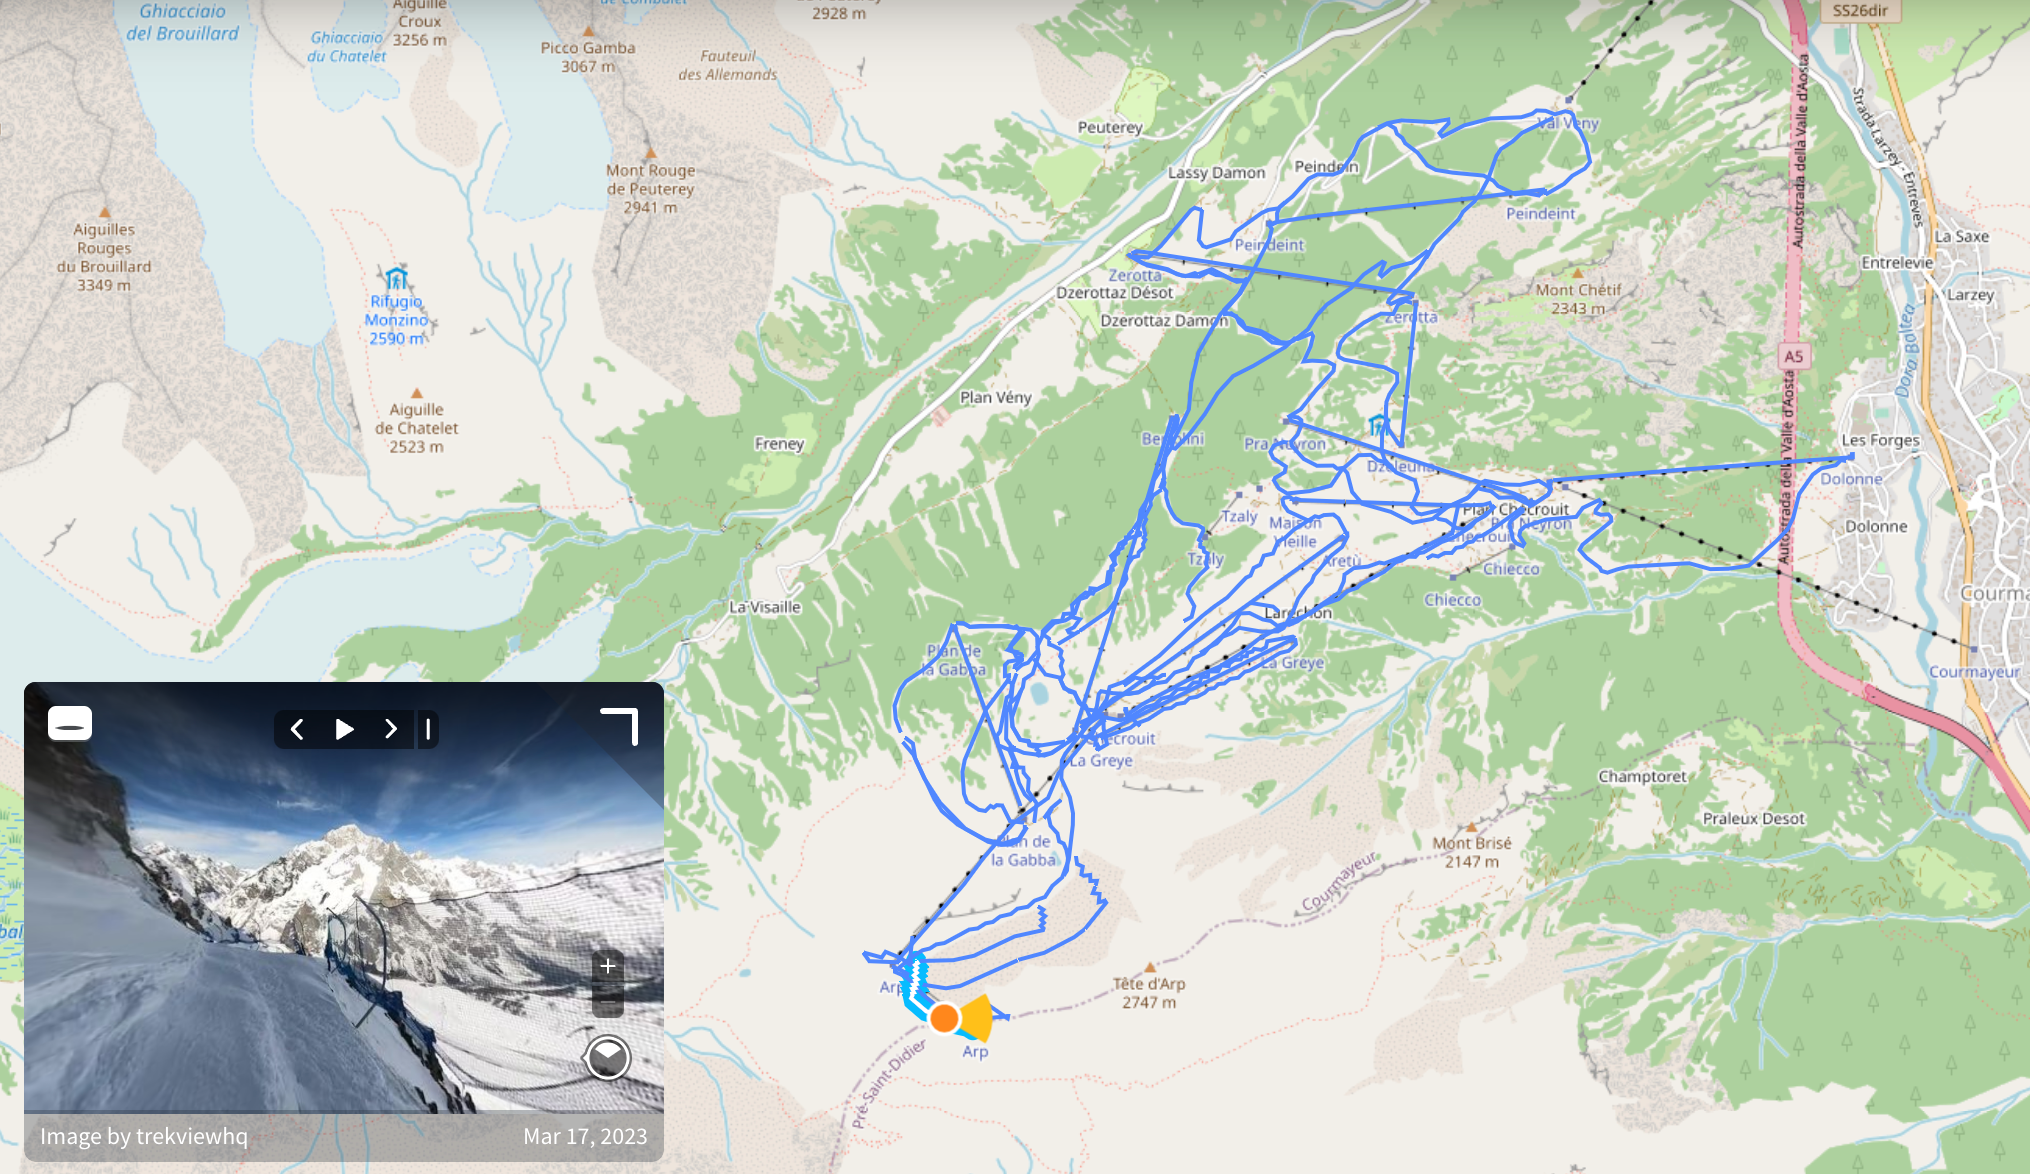 Ghiacciaio
del Brouillard
Aiguille
Croux
3256 m
2928 m
SS26dir
Ghiacciaio
du Chatelet
Picco Gamba
3067 m
Fauteuil
des Allemands
Autostrada della Valle d'Aosta
Strada Larzey - Entrèves
Peuterey
Val Veny
Mont Rouge
de Peuterey
2941 m
Lassy Damon
Peindein
Aiguilles
Rouges
du Brouillard
3349 m
Peindeint
Peindeint
La Saxe
Entrelevie
Larzey
Rifugio
Monzino
2590 m
Zerotta
Dzerottaz Désot
Dzerottaz Damon
Zerotta
Mont Chétif
2343 m
A5
Dora Baltea
Aiguille
de Chatelet
2523 m
Plan Vény
Freney
Bertolini
Pra Neyron
Dzeleuna
Autostrada della Valle d'Aosta
Les Forges
Dolonne
Dolonne
Tzaly
Maison
Vieille
Plan Checrouit
Pra Neyron
Checrouit
Tzaly
Aretù
Chiecco
Chiecco
La Visaille
Larechon
Courma
Plan de
la Gabba
La Greye
Courmayeur
Checrouit
La Greye
Champtoret
Praleux Desot
Plan de
la Gabba
Mont Brisé
2147 m
Courmayeur
Arp
Tête d'Arp
2747 m
Arp
Pré-Saint-Didier
Image by trekviewhq
Mar 17, 2023